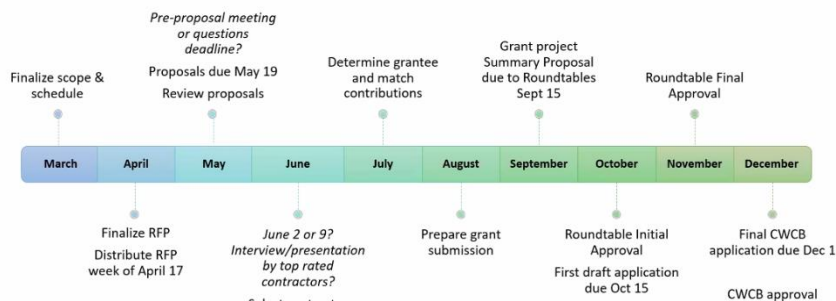 Pre-proposal meeting
or questions
deadline?
Proposals due May 19
Review proposals
Finalize scope &
schedule
Determine grantee
and match
contributions
Grant project
Summary Proposal
due to Roundtables
Sept 15
Roundtable Final
Approval
March
April
May
June
July
August
September
October
November
December
Finalize RFP
Distribute RFP
week of April 17
June 2 or 9?
Interview/presentation
by top rated
contractors?
Prepare grant
submission
Roundtable Initial
Approval
First draft application
due Oct 15
Final CWCB
application due Dec 1
CWCB approval